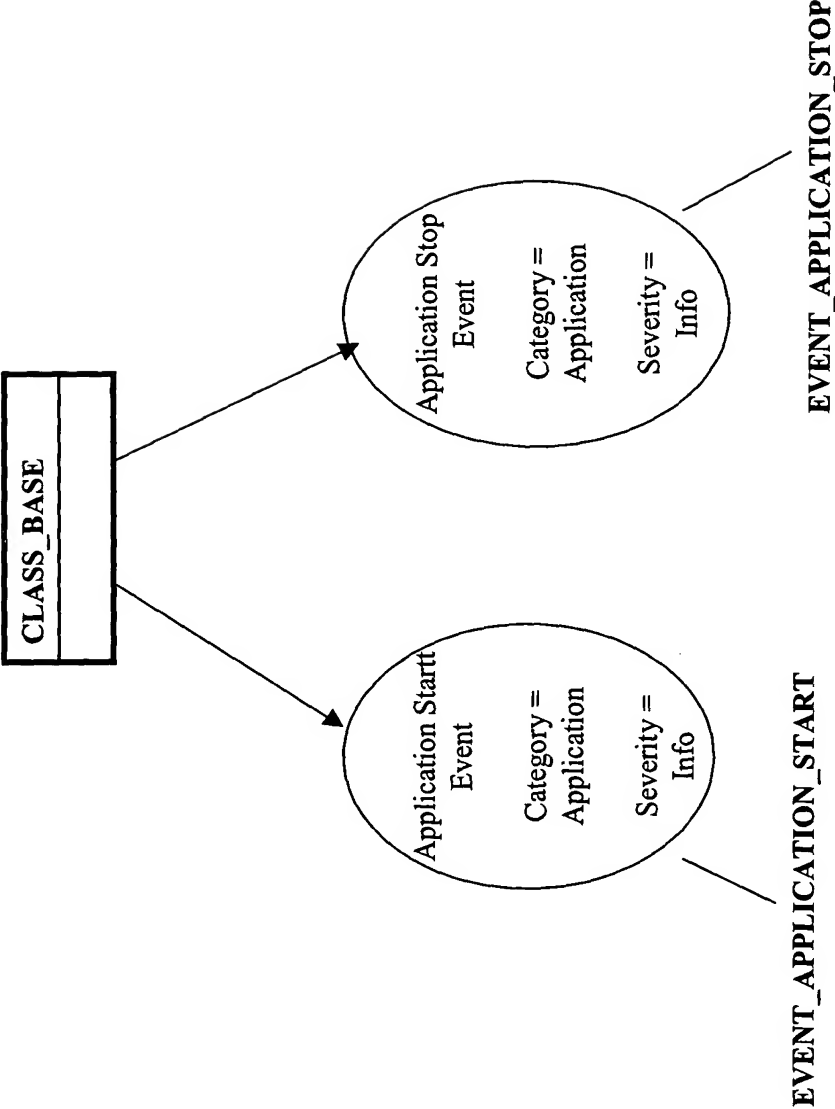 CLASS_BASE
Application Startt
Event
Category =
Application
Severity =
Info
EVENT_APPLICATION_START
Application Stop
Event
Category =
Application
Severity =
Info
EVENT_APPLICATION_STOP